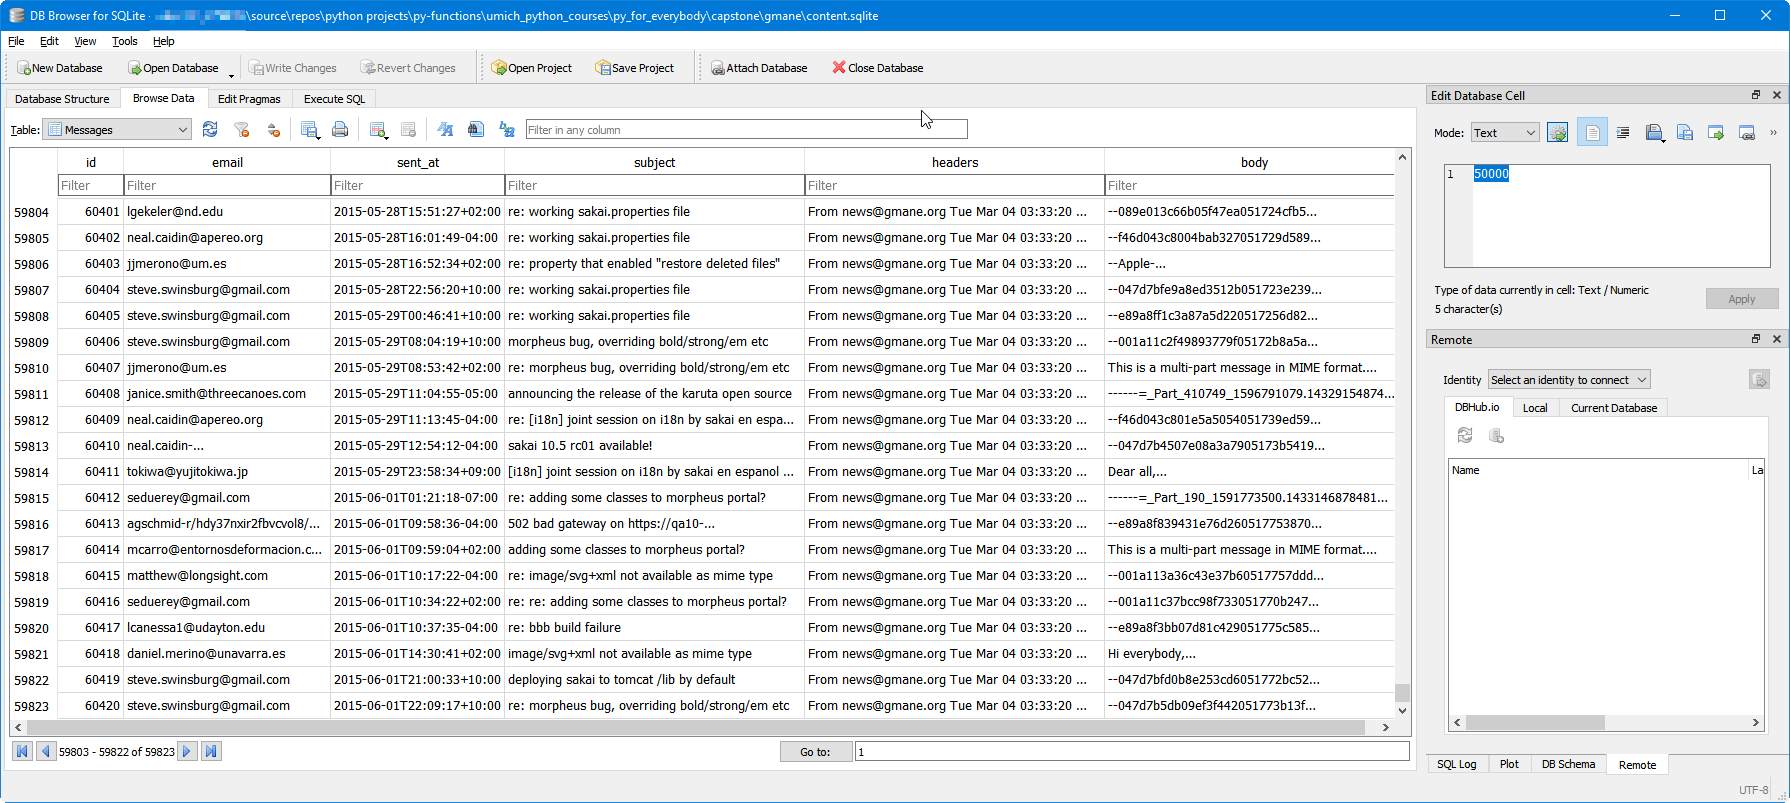 DB Browser for SQLite - \source\repos\python projects\py-functions\umich_python_courses\py_for_everybody\capstone\gmane\content.sqlite
File Edit View Tools Help
New Database Open Database Write Changes Revert Changes Open Project Save Project Attach Database Close Database
Database Structure Browse Data Edit Pragmas Execute SQL
Table: Messages Filter in any column
id email sent_at subject headers body
Filter Filter Filter Filter Filter Filter
59804 60401 lgekeler@nd.edu 2015-05-28T15:51:27+02:00 re: working sakai.properties file From news@gmane.org Tue Mar 04 03:33:20 ... --089e013c66b05f47ea051724cfb5...
59805 60402 neal.caidin@apereo.org 2015-05-28T16:01:49-04:00 re: working sakai.properties file From news@gmane.org Tue Mar 04 03:33:20 ... --f46d043c8004bab327051729d589...
59806 60403 jjmerono@um.es 2015-05-28T16:52:34+02:00 re: property that enabled "restore deleted files" From news@gmane.org Tue Mar 04 03:33:20 ... --Apple-...
59807 60404 steve.swinsburg@gmail.com 2015-05-28T22:56:20+10:00 re: working sakai.properties file From news@gmane.org Tue Mar 04 03:33:20 ... --047d7bfe9a8ed3512b051723e239...
59808 60405 steve.swinsburg@gmail.com 2015-05-29T00:46:41+10:00 re: working sakai.properties file From news@gmane.org Tue Mar 04 03:33:20 ... --e89a8ff1c3a87a5d220517256d82...
59809 60406 steve.swinsburg@gmail.com 2015-05-29T08:04:19+10:00 morpheus bug, overriding bold/strong/em etc From news@gmane.org Tue Mar 04 03:33:20 ... --001a11c2f49893779f05172b8a5a...
59810 60407 jjmerono@um.es 2015-05-29T08:53:42+02:00 re: morpheus bug, overriding bold/strong/em etc From news@gmane.org Tue Mar 04 03:33:20 ... This is a multi-part message in MIME format....
59811 60408 janice.smith@threecanoes.com 2015-05-29T11:04:55-05:00 announcing the release of the karuta open source From news@gmane.org Tue Mar 04 03:33:20 ... ------=_Part_410749_1596791079.14329154874...
59812 60409 neal.caidin@apereo.org 2015-05-29T11:13:45-04:00 re: [i18n] joint session on i18n by sakai en espa... From news@gmane.org Tue Mar 04 03:33:20 ... --f46d043c801e5a5054051739ed59...
59813 60410 neal.caidin-... 2015-05-29T12:54:12-04:00 sakai 10.5 rc01 available! From news@gmane.org Tue Mar 04 03:33:20 ... --047d7b4507e08a3a7905173b5419...
59814 60411 tokiwa@yujitokiwa.jp 2015-05-29T23:58:34+09:00 [i18n] joint session on i18n by sakai en espanol ... From news@gmane.org Tue Mar 04 03:33:20 ... Dear all,...
59815 60412 seduerey@gmail.com 2015-06-01T01:21:18-07:00 re: adding some classes to morpheus portal? From news@gmane.org Tue Mar 04 03:33:20 ... ------=_Part_190_1591773500.1433146878481...
59816 60413 agschmid-r/hdy37nxir2fbvcvol8/... 2015-06-01T09:58:36-04:00 502 bad gateway on https://qa10-... From news@gmane.org Tue Mar 04 03:33:20 ... --e89a8f839431e76d260517753870...
59817 60414 mcarro@entornosdeformacion.c... 2015-06-01T09:59:04+02:00 adding some classes to morpheus portal? From news@gmane.org Tue Mar 04 03:33:20 ... This is a multi-part message in MIME format....
59818 60415 matthew@longsight.com 2015-06-01T10:17:22-04:00 re: image/svg+xml not available as mime type From news@gmane.org Tue Mar 04 03:33:20 ... --001a113a36c43e37b60517757ddd...
59819 60416 seduerey@gmail.com 2015-06-01T10:34:22+02:00 re: re: adding some classes to morpheus portal? From news@gmane.org Tue Mar 04 03:33:20 ... --001a11c37bcc98f733051770b247...
59820 60417 lcanessa1@udayton.edu 2015-06-01T10:37:35-04:00 re: bbb build failure From news@gmane.org Tue Mar 04 03:33:20 ... --e89a8f3bb07d81c429051775c585...
59821 60418 daniel.merino@unavarra.es 2015-06-01T14:30:41+02:00 image/svg+xml not available as mime type From news@gmane.org Tue Mar 04 03:33:20 ... Hi everybody,...
59822 60419 steve.swinsburg@gmail.com 2015-06-01T21:00:33+10:00 deploying sakai to tomcat /lib by default From news@gmane.org Tue Mar 04 03:33:20 ... --047d7bfd0b8e253cd6051772bc52...
59823 60420 steve.swinsburg@gmail.com 2015-06-01T22:09:17+10:00 re: morpheus bug, overriding bold/strong/em etc From news@gmane.org Tue Mar 04 03:33:20 ... --047d7b5db09ef3f442051773b13f...
59803 - 59822 of 59823 Go to: 1
Edit Database Cell
Mode: Text
1 50000
Type of data currently in cell: Text / Numeric
5 character(s)
Apply
Remote
Identity Select an identity to connect
DBHub.io Local Current Database
Name La
SQL Log Plot DB Schema Remote
UTF-8